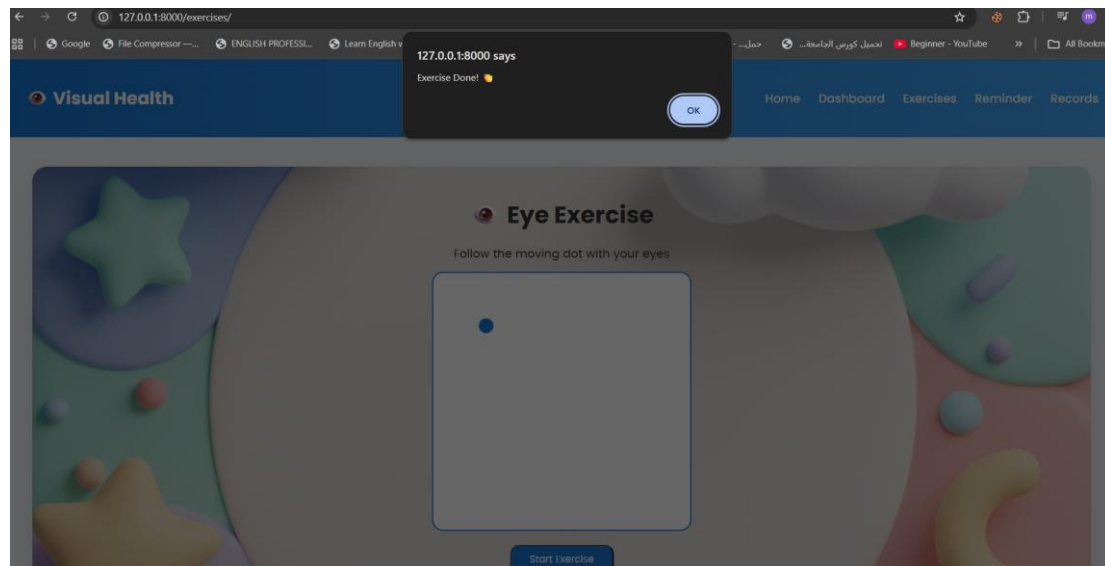 127.0.0.1:8000/exercises/
Google File Compressor —... ENGLISH PROFESSI... Learn English v حمل... - تحميل كورس الجامعة... Beginner - YouTube » All Bookm
127.0.0.1:8000 says
Exercise Done! 👏
OK
Visual Health
Home Dashboard Exercises Reminder Records
Eye Exercise
Follow the moving dot with your eyes
Start Exercise
m